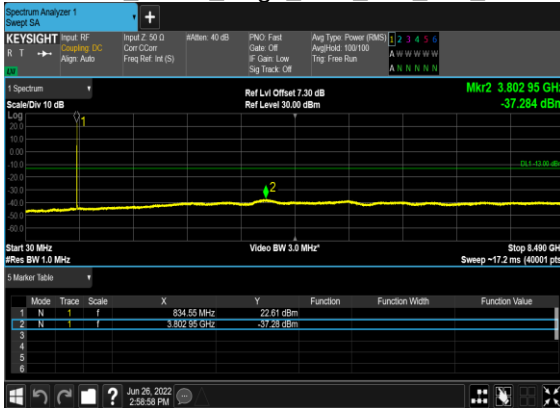 Spectrum Analyzer 1
Swept SA
KEYSIGHT
R T
LV
Input: RF
Coupling: DC
Align: Auto
Input Z: 50 Ω
Corr CCorr
Freq Ref: Int (S)
#Atten: 40 dB
PNO: Fast
Gate: Off
IF Gain: Low
Sig Track: Off
Avg Type: Power (RMS)
Avg|Hold: 100/100
Trig: Free Run
1 2 3 4 5 6
A W W W W W
A N N N N N
1 Spectrum
Scale/Div 10 dB
Ref Lvl Offset 7.30 dB
Ref Level 30.00 dBm
Mkr2 3.802 95 GHz
-37.284 dBm
Log
20.0
10.0
0.00
-10.0
-20.0
-30.0
-40.0
-50.0
-60.0
1
2
DL1 -13.00 dBm
Start 30 MHz
#Res BW 1.0 MHz
Video BW 3.0 MHz*
Stop 8.490 GHz
Sweep ~17.2 ms (40001 pts)
5 Marker Table
Mode Trace Scale X Y Function Function Width Function Value
1 N 1 f 834.55 MHz 22.61 dBm
2 N 1 f 3.802 95 GHz -37.28 dBm
3
4
5
6
?
Jun 26, 2022
2:58:58 PM